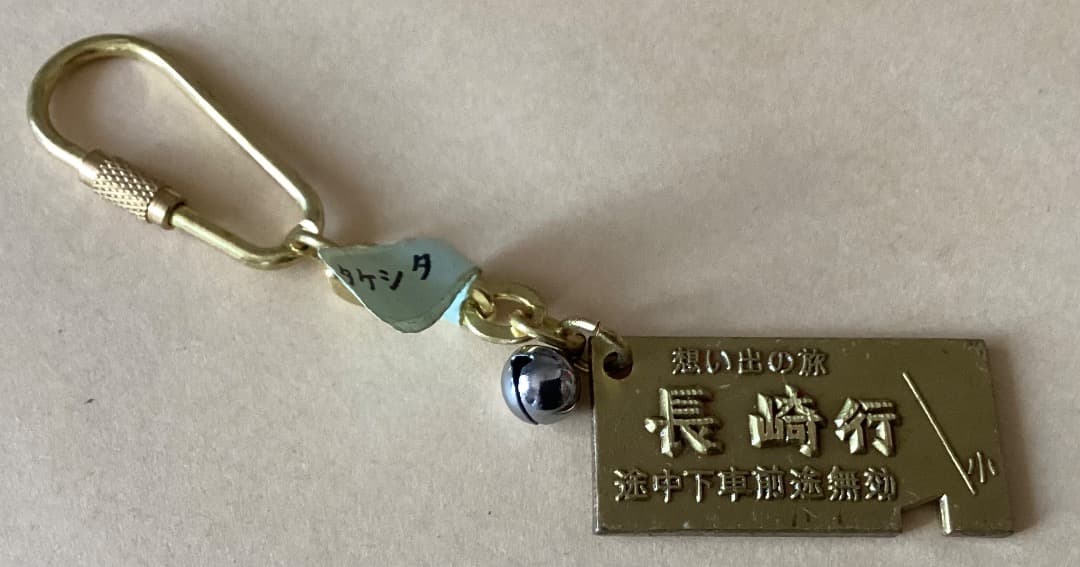 タケシタ
想い出の旅
長崎行
途中下車前途無効
小